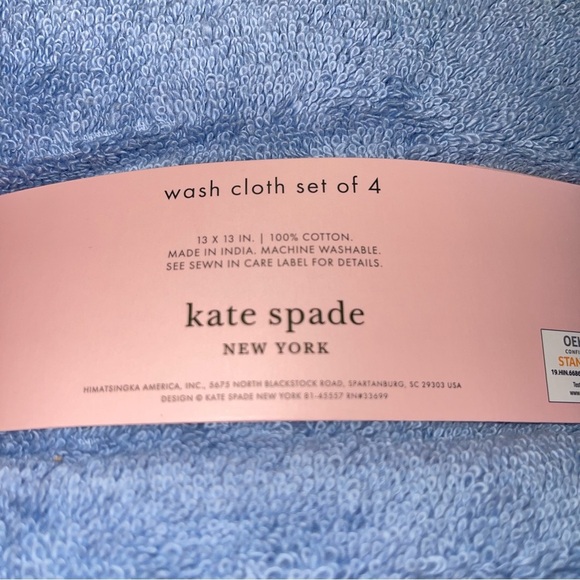 wash cloth set of 4
13 X 13 IN. | 100% COTTON.
MADE IN INDIA. MACHINE WASHABLE.
SEE SEWN IN CARE LABEL FOR DETAILS.
kate spade
NEW YORK
HIMATSINGKA AMERICA, INC., 5675 NORTH BLACKSTOCK ROAD, SPARTANBURG, SC 29303 USA
DESIGN © KATE SPADE NEW YORK 81-45557 RN#33699